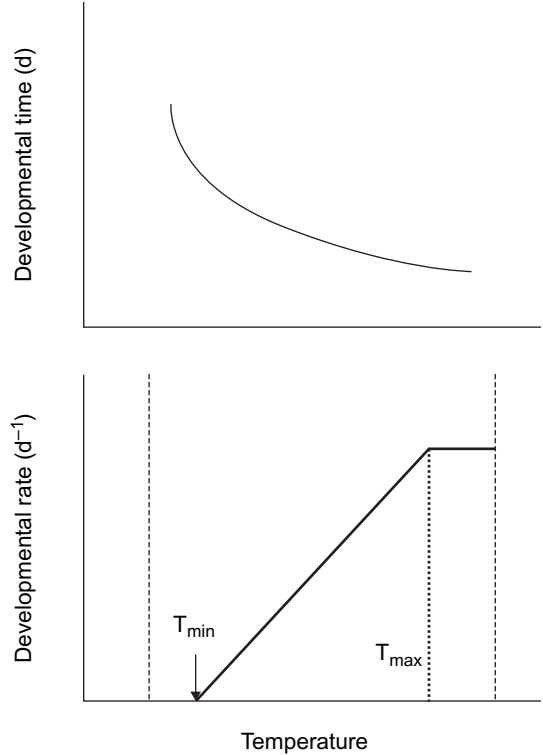 Developmental time (d)
Developmental rate (d⁻¹)
T_min
T_max
Temperature